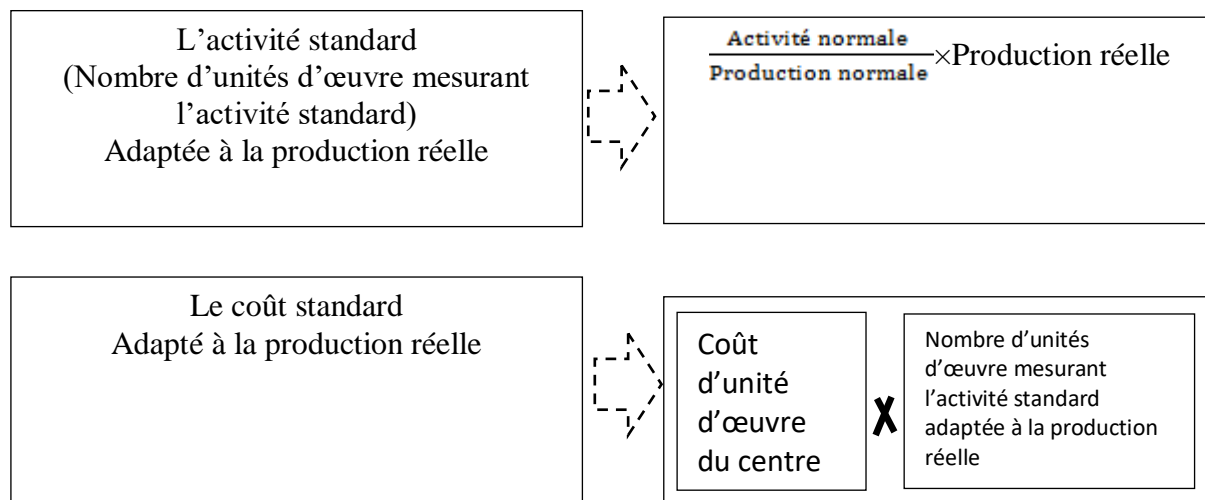 L’activité standard
(Nombre d’unités d’œuvre mesurant
l’activité standard)
Adaptée à la production réelle
Activité normale
Production normale
×Production réelle
Le coût standard
Adapté à la production réelle
Coût
d’unité
d’œuvre
du centre
X
Nombre d’unités
d’œuvre mesurant
l’activité standard
adaptée à la production
réelle